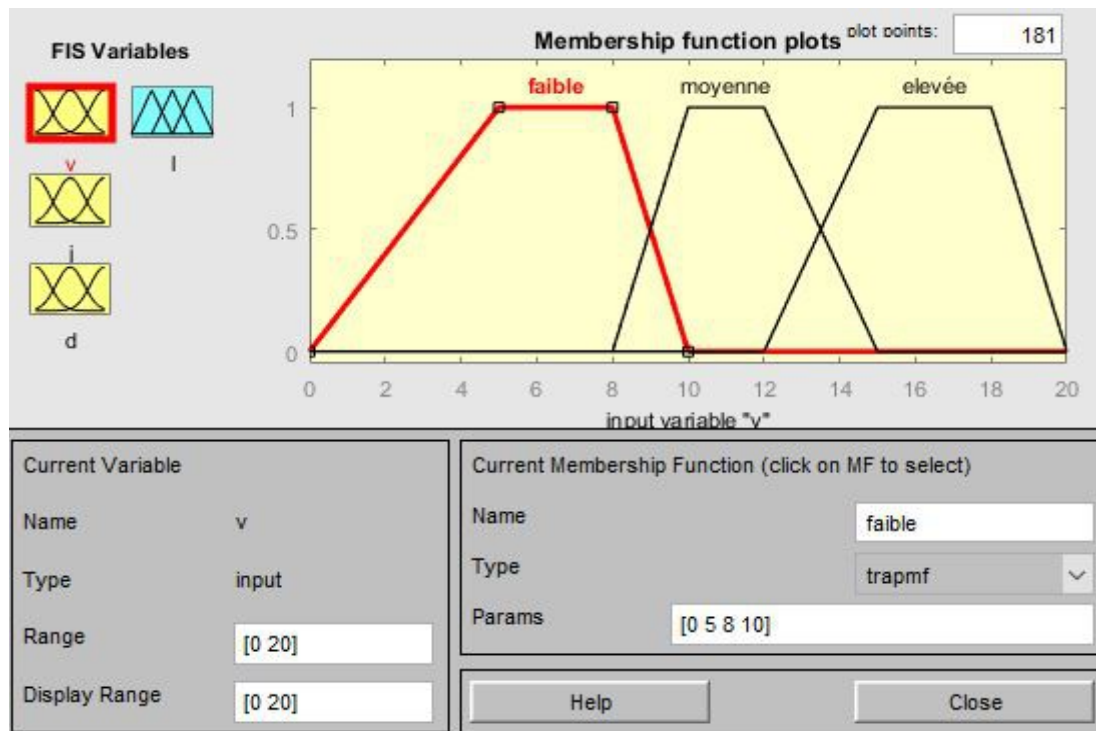 FIS Variables
v
l
i
d
Membership function plots
plot points:
181
faible moyenne elevée
1
0.5
0
0 2 4 6 8 10 12 14 16 18 20
input variable "v"
Current Variable
Name v
Type input
Range [0 20]
Display Range [0 20]
Current Membership Function (click on MF to select)
Name faible
Type trapmf
Params [0 5 8 10]
Help Close